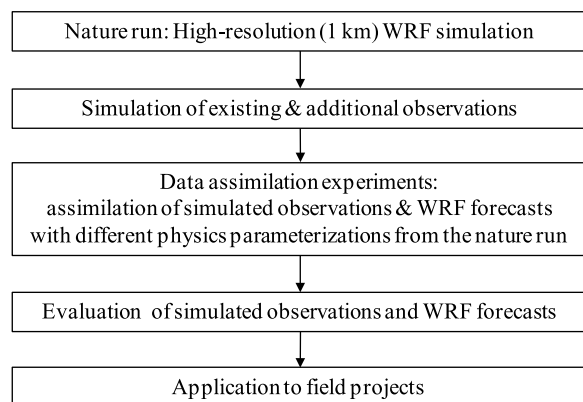 Nature run: High-resolution (1 km) WRF simulation
Simulation of existing & additional observations
Data assimilation experiments:
assimilation of simulated observations & WRF forecasts
with different physics parameterizations from the nature run
Evaluation of simulated observations and WRF forecasts
Application to field projects